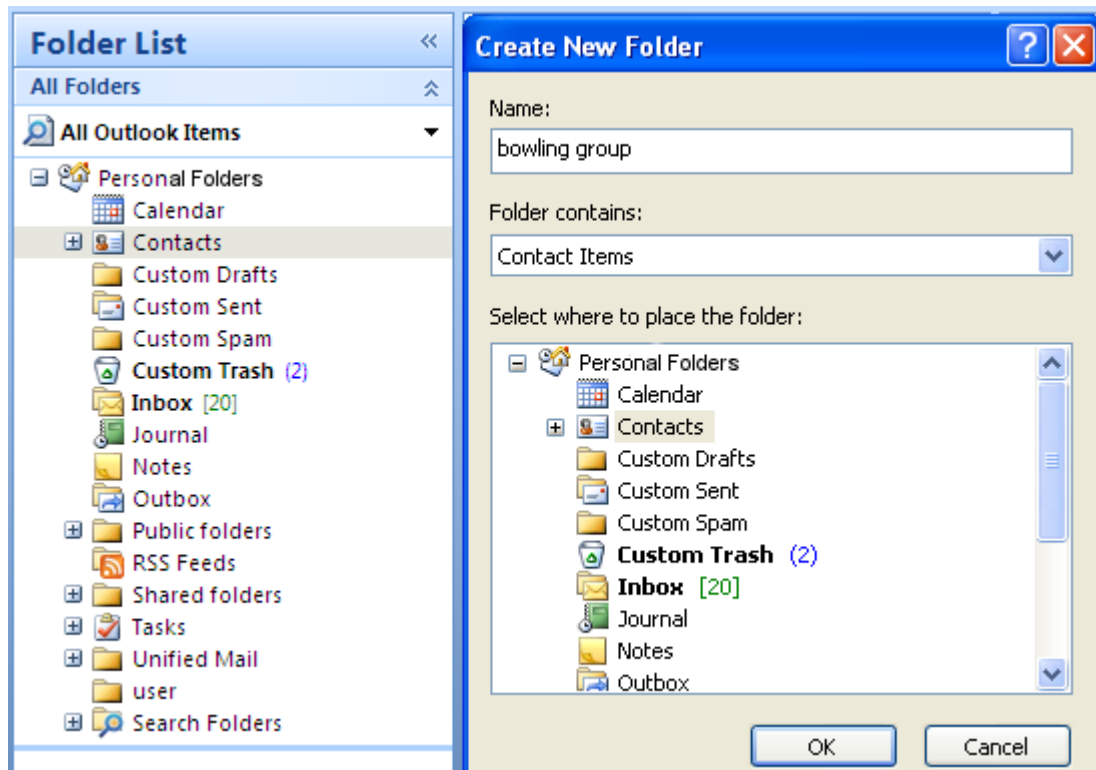 Folder List
All Folders
All Outlook Items
Personal Folders
Calendar
Contacts
Custom Drafts
Custom Sent
Custom Spam
Custom Trash (2)
Inbox [20]
Journal
Notes
Outbox
Public folders
RSS Feeds
Shared folders
Tasks
Unified Mail
user
Search Folders
Create New Folder
Name:
bowling group
Folder contains:
Contact Items
Select where to place the folder:
Personal Folders
Calendar
Contacts
Custom Drafts
Custom Sent
Custom Spam
Custom Trash (2)
Inbox [20]
Journal
Notes
Outbox
OK Cancel